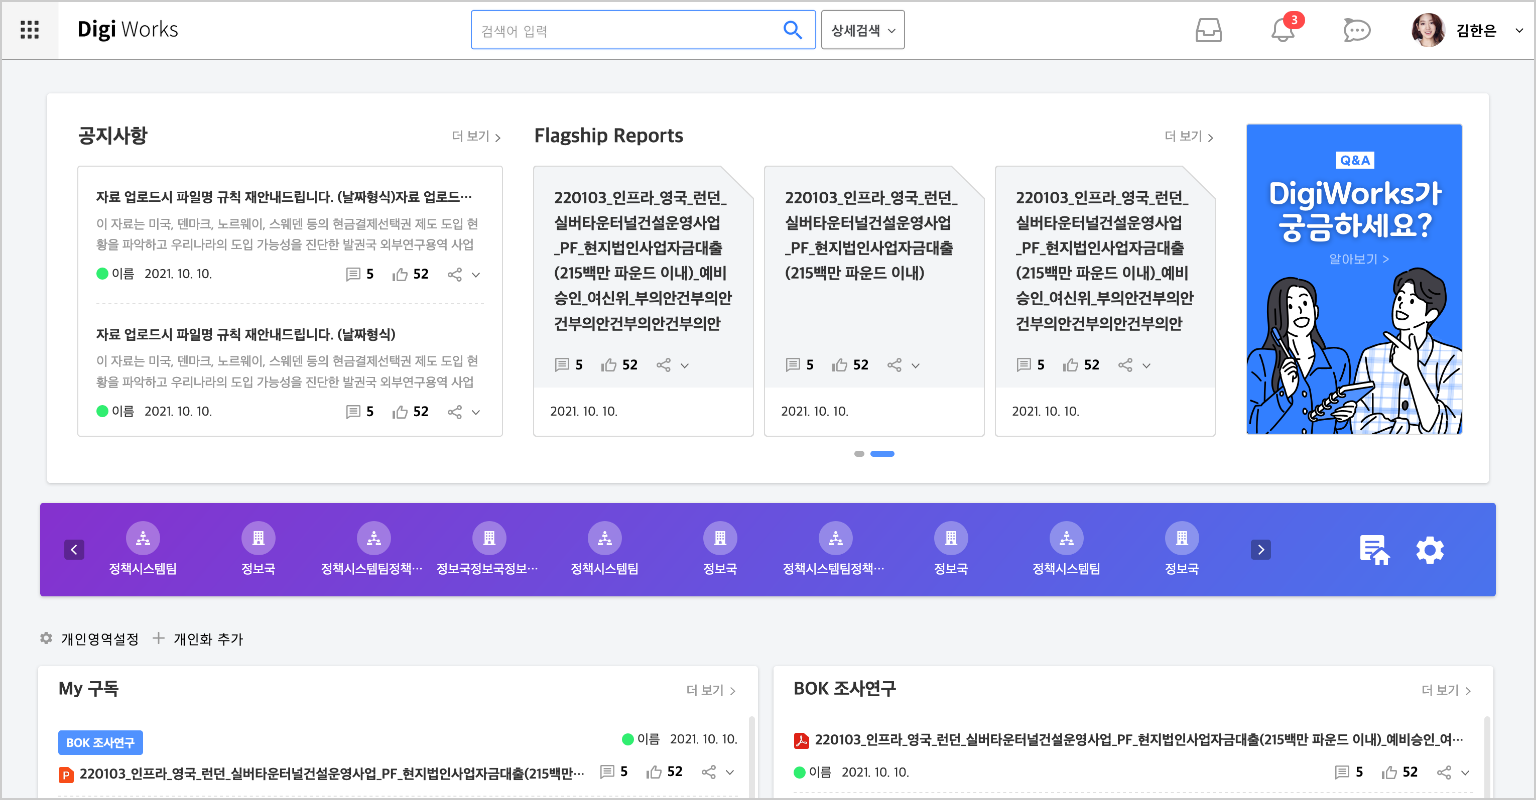 Digi Works
검색어 입력
상세검색
3
김한은
공지사항
더 보기
자료 업로드시 파일명 규칙 재안내드립니다. (날짜형식)자료 업로드···
이 자료는 미국, 덴마크, 노르웨이, 스웨덴 등의 현금결제선택권 제도 도입 현
황을 파악하고 우리나라의 도입 가능성을 진단한 발권국 외부연구용역 사업
이름 2021. 10. 10. 5 52
자료 업로드시 파일명 규칙 재안내드립니다. (날짜형식)
이 자료는 미국, 덴마크, 노르웨이, 스웨덴 등의 현금결제선택권 제도 도입 현
황을 파악하고 우리나라의 도입 가능성을 진단한 발권국 외부연구용역 사업
이름 2021. 10. 10. 5 52
Flagship Reports
더 보기
220103_인프라_영국_런던_
실버타운터널건설운영사업
_PF_현지법인사업자금대출
(215백만 파운드 이내)_예비
승인_여신위_부의안건부의안
건부의안건부의안건부의안
5 52
2021. 10. 10.
220103_인프라_영국_런던_
실버타운터널건설운영사업
_PF_현지법인사업자금대출
(215백만 파운드 이내)
5 52
2021. 10. 10.
220103_인프라_영국_런던_
실버타운터널건설운영사업
_PF_현지법인사업자금대출
(215백만 파운드 이내)_예비
승인_여신위_부의안건부의안
건부의안건부의안건부의안
5 52
2021. 10. 10.
Q&A
DigiWorks가
궁금하세요?
알아보기 >
정책시스템팀
정보국
정책시스템팀정책···
정보국정보국정보···
정책시스템팀
정보국
정책시스템팀정책···
정보국
정책시스템팀
정보국
개인영역설정
개인화 추가
My 구독
더 보기
BOK 조사연구
이름 2021. 10. 10.
P 220103_인프라_영국_런던_실버타운터널건설운영사업_PF_현지법인사업자금대출(215백만··· 5 52
BOK 조사연구
더 보기
220103_인프라_영국_런던_실버타운터널건설운영사업_PF_현지법인사업자금대출(215백만 파운드 이내)_예비승인_여···
이름 2021. 10. 10. 5 52